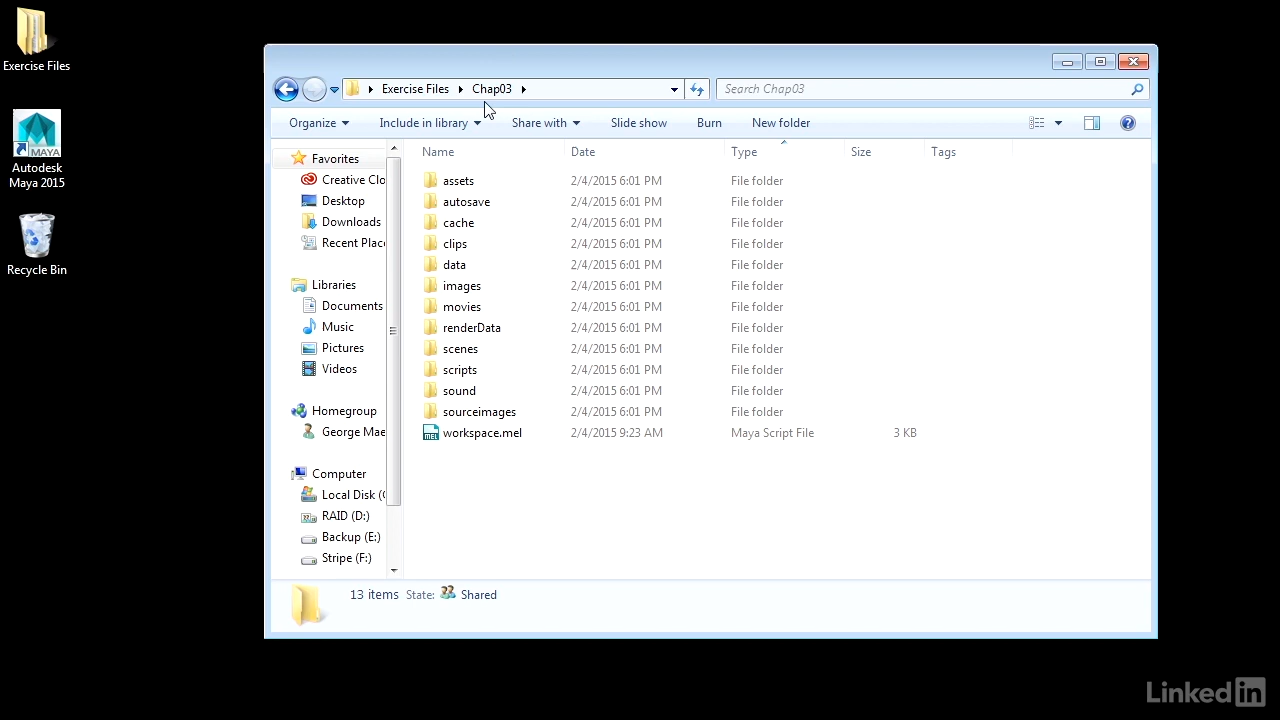 Exercise Files
Autodesk
Maya 2015
MAYA
Recycle Bin
Exercise Files
Chap03
Search Chap03
Organize
Include in library
Share with
Slide show
Burn
New folder
Name Date Type Size Tags
Favorites
Creative Clo
Desktop
Downloads
Recent Plac
Libraries
Documents
Music
Pictures
Videos
Homegroup
George Mae
Computer
Local Disk (
RAID (D:)
Backup (E:)
Stripe (F:)
assets 2/4/2015 6:01 PM File folder
autosave 2/4/2015 6:01 PM File folder
cache 2/4/2015 6:01 PM File folder
clips 2/4/2015 6:01 PM File folder
data 2/4/2015 6:01 PM File folder
images 2/4/2015 6:01 PM File folder
movies 2/4/2015 6:01 PM File folder
renderData 2/4/2015 6:01 PM File folder
scenes 2/4/2015 6:01 PM File folder
scripts 2/4/2015 6:01 PM File folder
sound 2/4/2015 6:01 PM File folder
sourceimages 2/4/2015 6:01 PM File folder
workspace.mel 2/4/2015 9:23 AM Maya Script File 3 KB
13 items State: Shared
LinkedIn